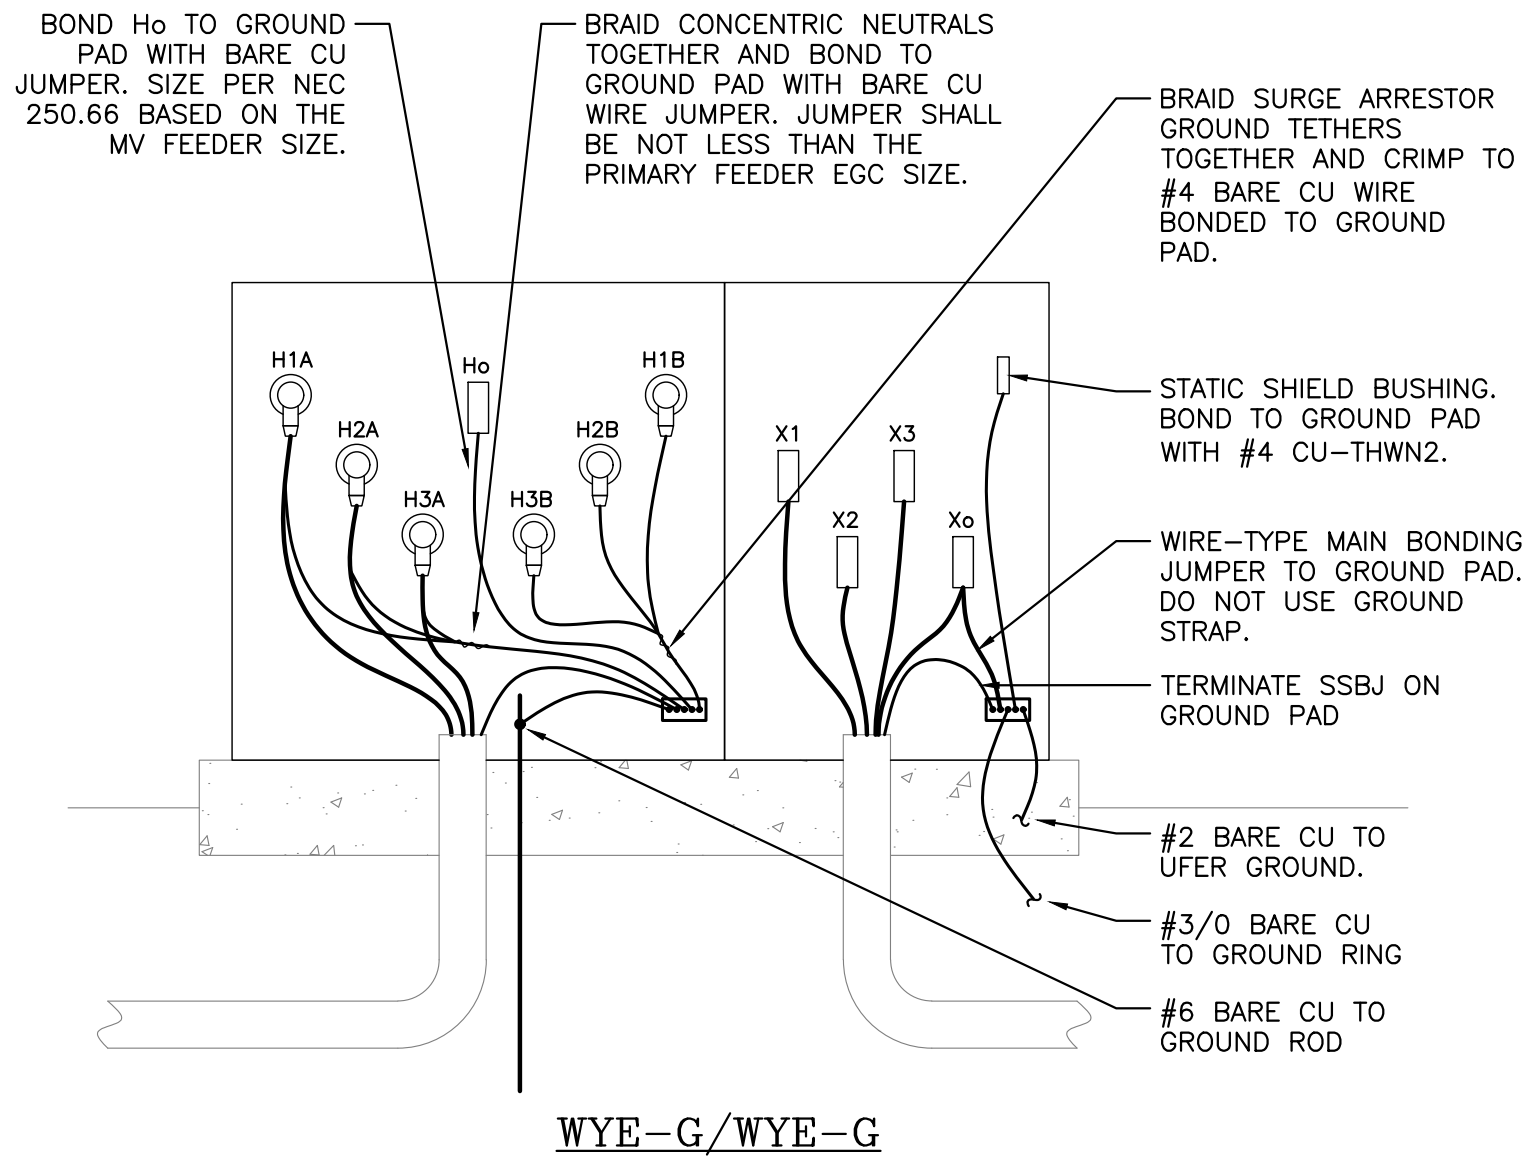 BOND Ho TO GROUND
PAD WITH BARE CU
JUMPER. SIZE PER NEC
250.66 BASED ON THE
MV FEEDER SIZE.
BRAID CONCENTRIC NEUTRALS
TOGETHER AND BOND TO
GROUND PAD WITH BARE CU
WIRE JUMPER. JUMPER SHALL
BE NOT LESS THAN THE
PRIMARY FEEDER EGC SIZE.
BRAID SURGE ARRESTOR
GROUND TETHERS
TOGETHER AND CRIMP TO
#4 BARE CU WIRE
BONDED TO GROUND
PAD.
H1A
Ho
H1B
H2A
H2B
H3A
H3B
X1
X3
X2
Xo
STATIC SHIELD BUSHING.
BOND TO GROUND PAD
WITH #4 CU-THWN2.
WIRE-TYPE MAIN BONDING
JUMPER TO GROUND PAD.
DO NOT USE GROUND
STRAP.
TERMINATE SSBJ ON
GROUND PAD
#2 BARE CU TO
UFER GROUND.
#3/0 BARE CU
TO GROUND RING
#6 BARE CU TO
GROUND ROD
WYE-G/WYE-G